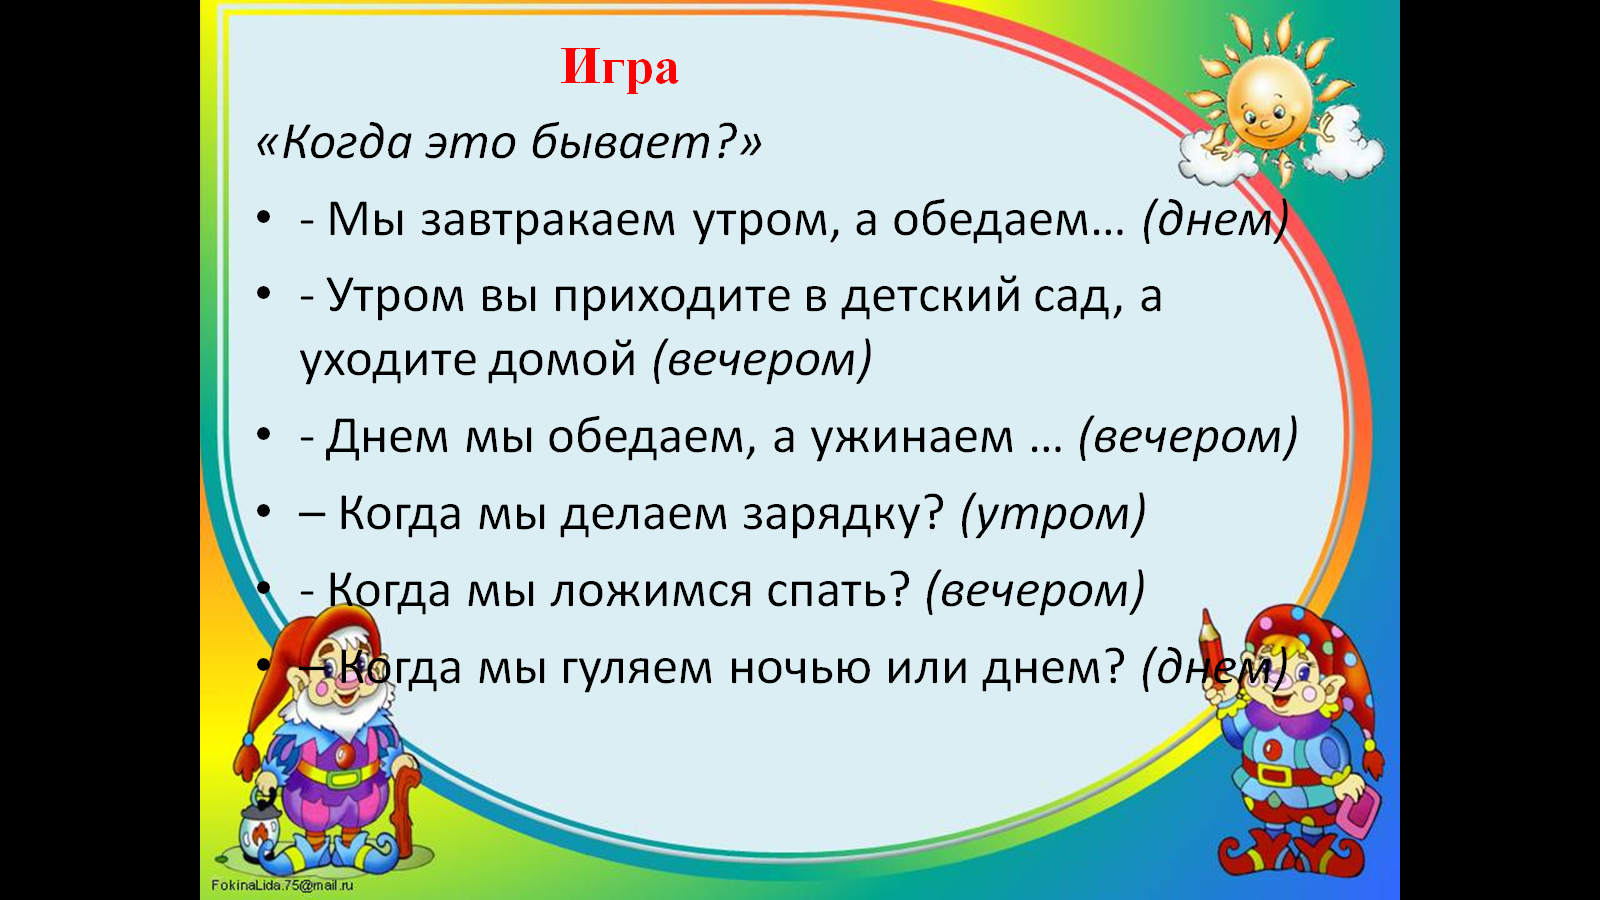 Игра
«Когда это бывает?»
• - Мы завтракаем утром, а обедаем... (днем)
• - Утром вы приходите в детский сад, а
уходите домой (вечером)
• - Днем мы обедаем, а ужинаем ... (вечером)
• – Когда мы делаем зарядку? (утром)
• - Когда мы ложимся спать? (вечером)
• – Когда мы гуляем ночью или днем? (днем)
FokinaLida.75@mail.ru